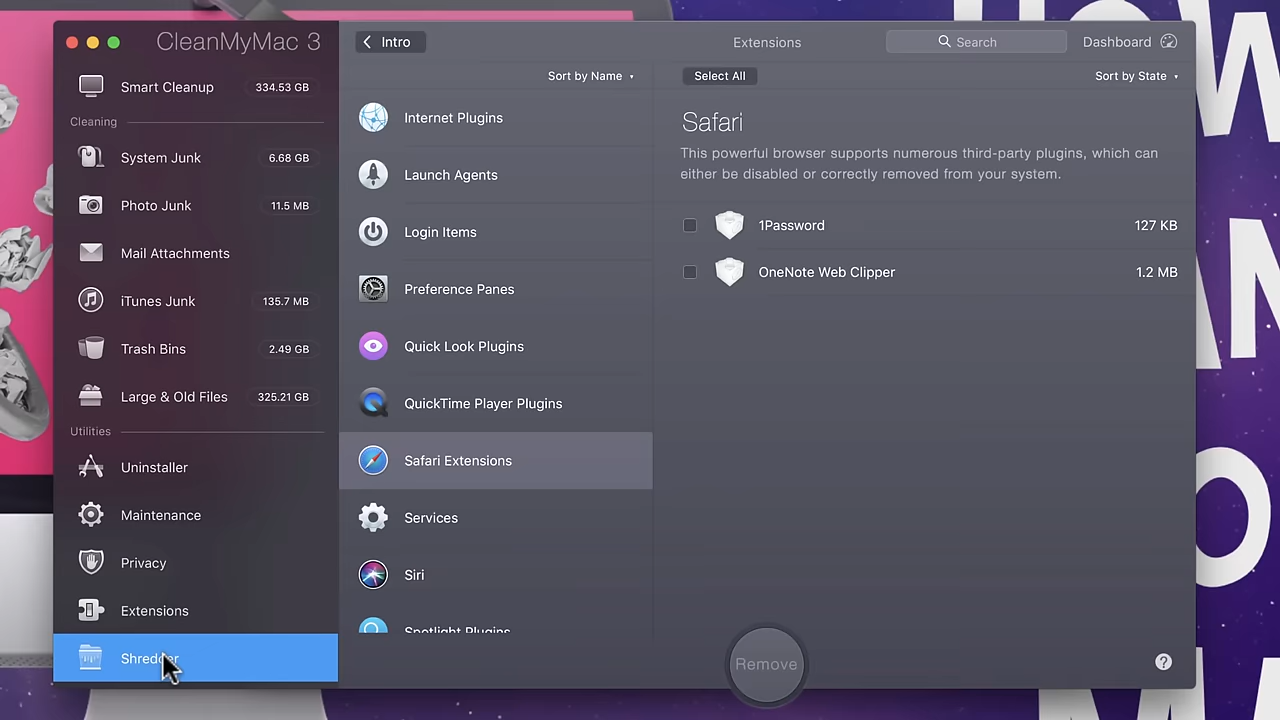 CleanMyMac 3
Smart Cleanup 334.53 GB
Cleaning
System Junk 6.68 GB
Photo Junk 11.5 MB
Mail Attachments
iTunes Junk 135.7 MB
Trash Bins 2.49 GB
Large & Old Files 325.21 GB
Utilities
Uninstaller
Maintenance
Privacy
Extensions
Shredder
Intro
Extensions
Search
Dashboard
Sort by Name
Internet Plugins
Launch Agents
Login Items
Preference Panes
Quick Look Plugins
QuickTime Player Plugins
Safari Extensions
Services
Siri
Spotlight Plugins
Select All
Sort by State
Safari
This powerful browser supports numerous third-party plugins, which can
either be disabled or correctly removed from your system.
1Password 127 KB
OneNote Web Clipper 1.2 MB
Remove
?